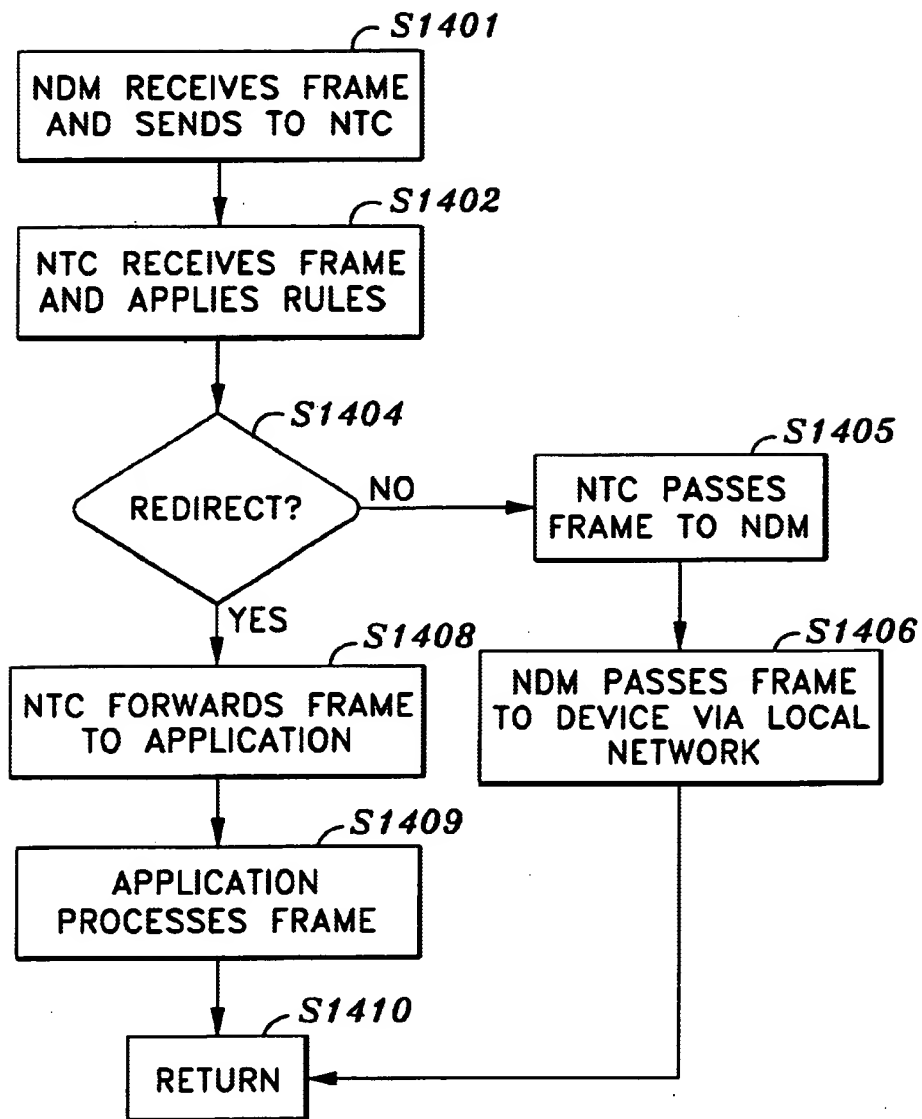 S1401
NDM RECEIVES FRAME
AND SENDS TO NTC
S1402
NTC RECEIVES FRAME
AND APPLIES RULES
S1404
REDIRECT?
NO
YES
S1405
NTC PASSES
FRAME TO NDM
S1406
NDM PASSES FRAME
TO DEVICE VIA LOCAL
NETWORK
S1408
NTC FORWARDS FRAME
TO APPLICATION
S1409
APPLICATION
PROCESSES FRAME
S1410
RETURN